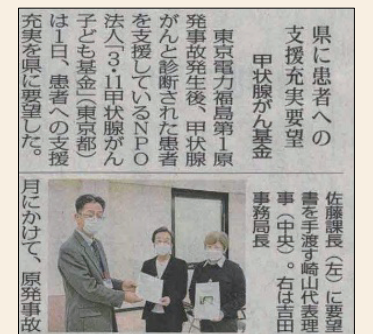 県に患者への
支援充実要望
甲状腺がん基金
東京電力福島第1原
発事故発生後、甲状腺
がんと診断された患者
を支援しているNPO
法人「3・11甲状腺がん
子ども基金」(東京都)
は1日、患者への支援
充実を県に要望した。
佐藤課長(左)に要望
書を手渡す崎山代表理
事(中央)。右は吉田
事務局長
月にかけて、原発事故